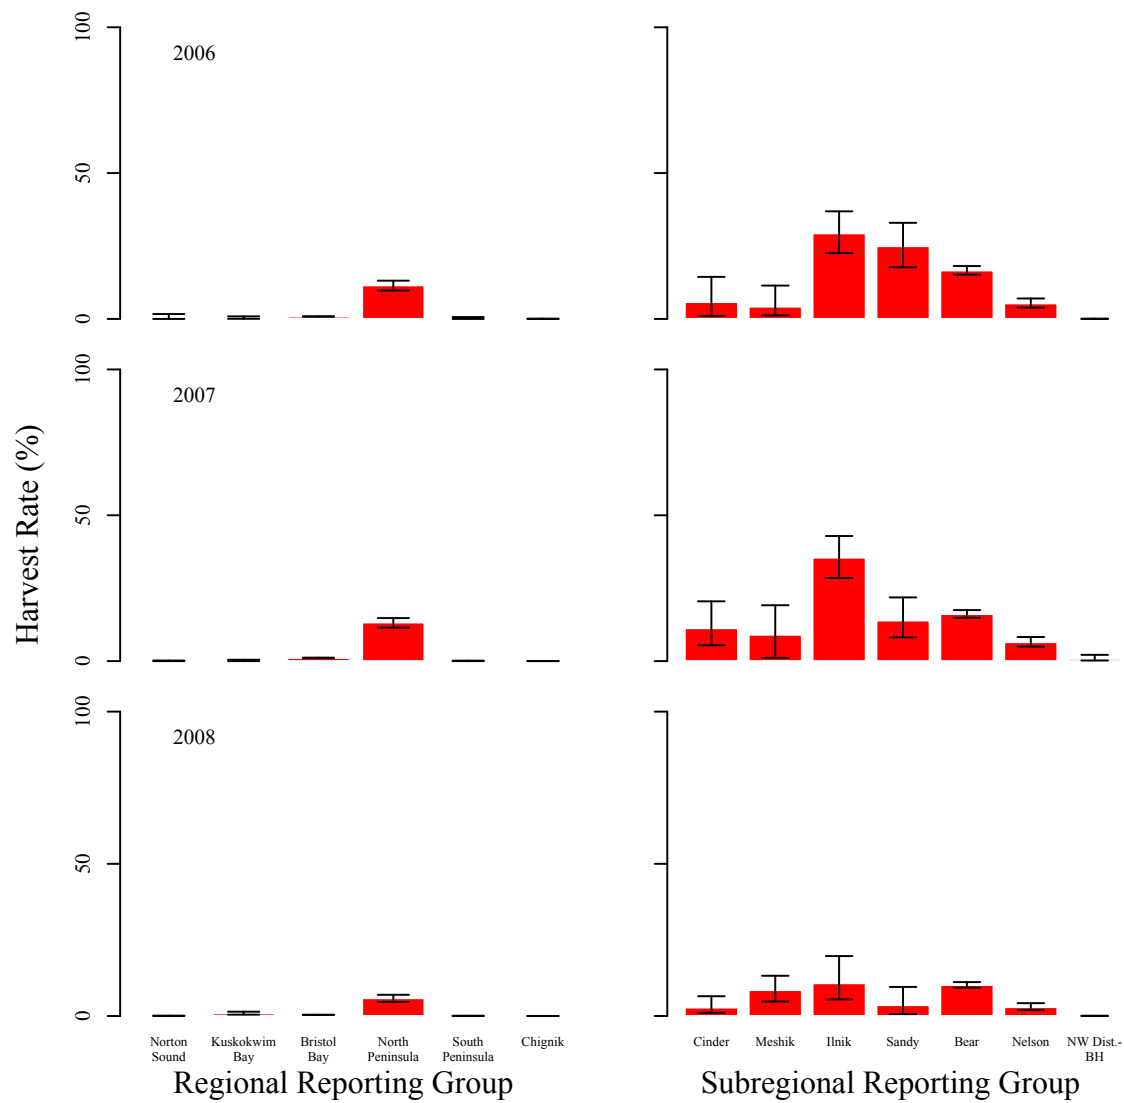 100
2006
50
0
100
2007
Harvest Rate (%)
50
0
100
2008
50
0
Norton Sound
Kuskokwim Bay
Bristol Bay
North Peninsula
South Peninsula
Chignik
Cinder
Meshik
Ilnik
Sandy
Bear
Nelson
NW Dist.-
BH
Regional Reporting Group
Subregional Reporting Group